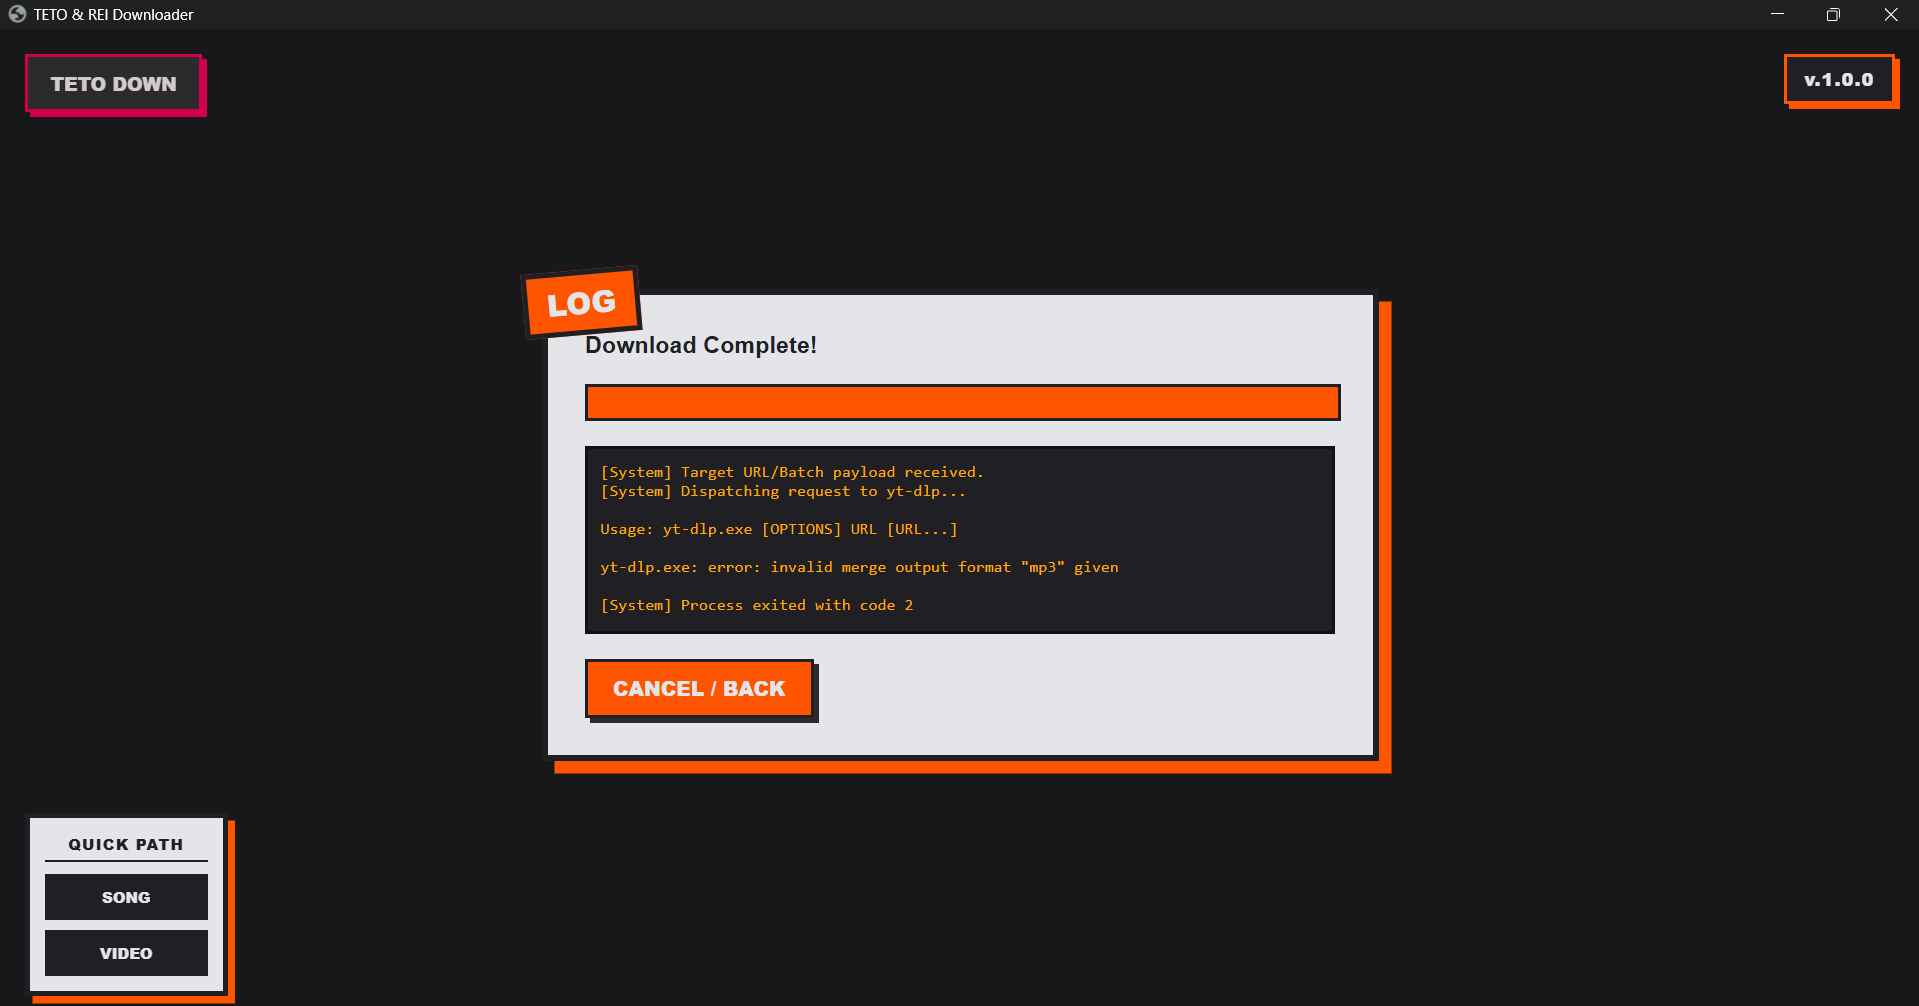 TETO & REI Downloader
TETO DOWN
v.1.0.0
LOG
Download Complete!
[System] Target URL/Batch payload received.
[System] Dispatching request to yt-dlp...
Usage: yt-dlp.exe [OPTIONS] URL [URL...]
yt-dlp.exe: error: invalid merge output format "mp3" given
[System] Process exited with code 2
CANCEL / BACK
QUICK PATH
SONG
VIDEO